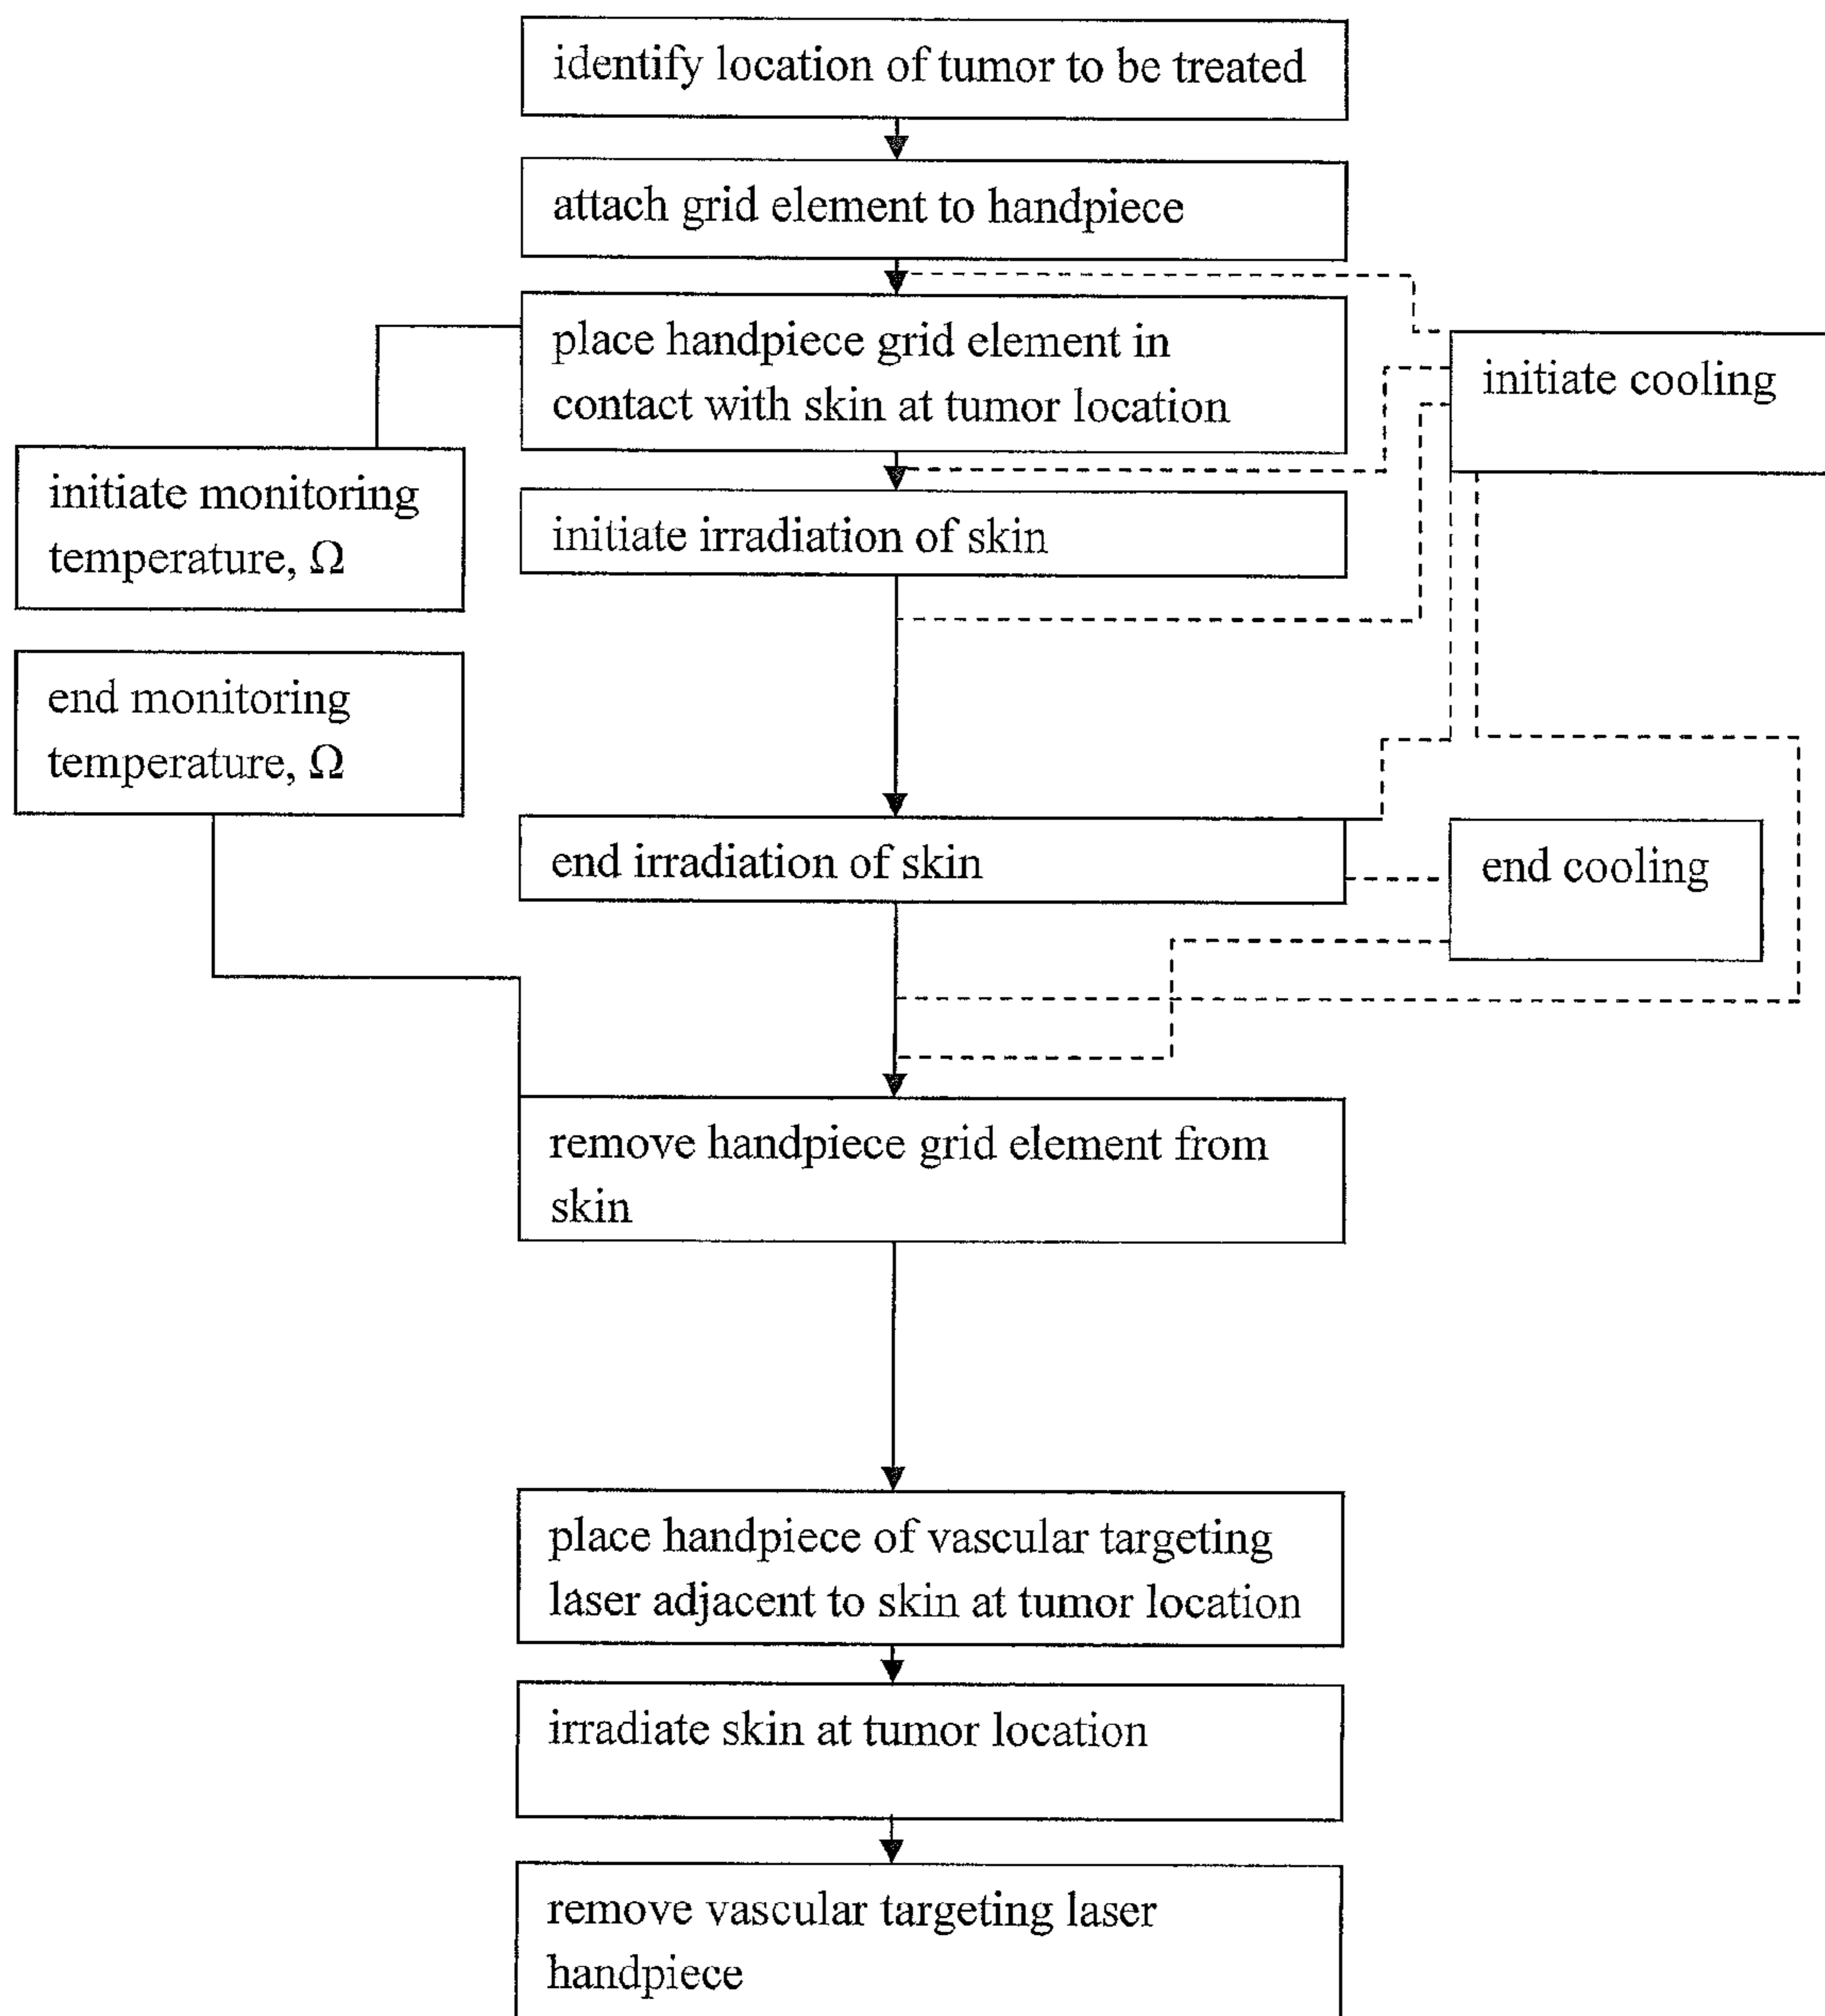 identify location of tumor to be treated
attach grid element to handpiece
place handpiece grid element in
contact with skin at tumor location
initiate cooling
initiate monitoring
temperature, Ω
initiate irradiation of skin
end monitoring
temperature, Ω
end irradiation of skin
end cooling
remove handpiece grid element from
skin
place handpiece of vascular targeting
laser adjacent to skin at tumor location
irradiate skin at tumor location
remove vascular targeting laser
handpiece